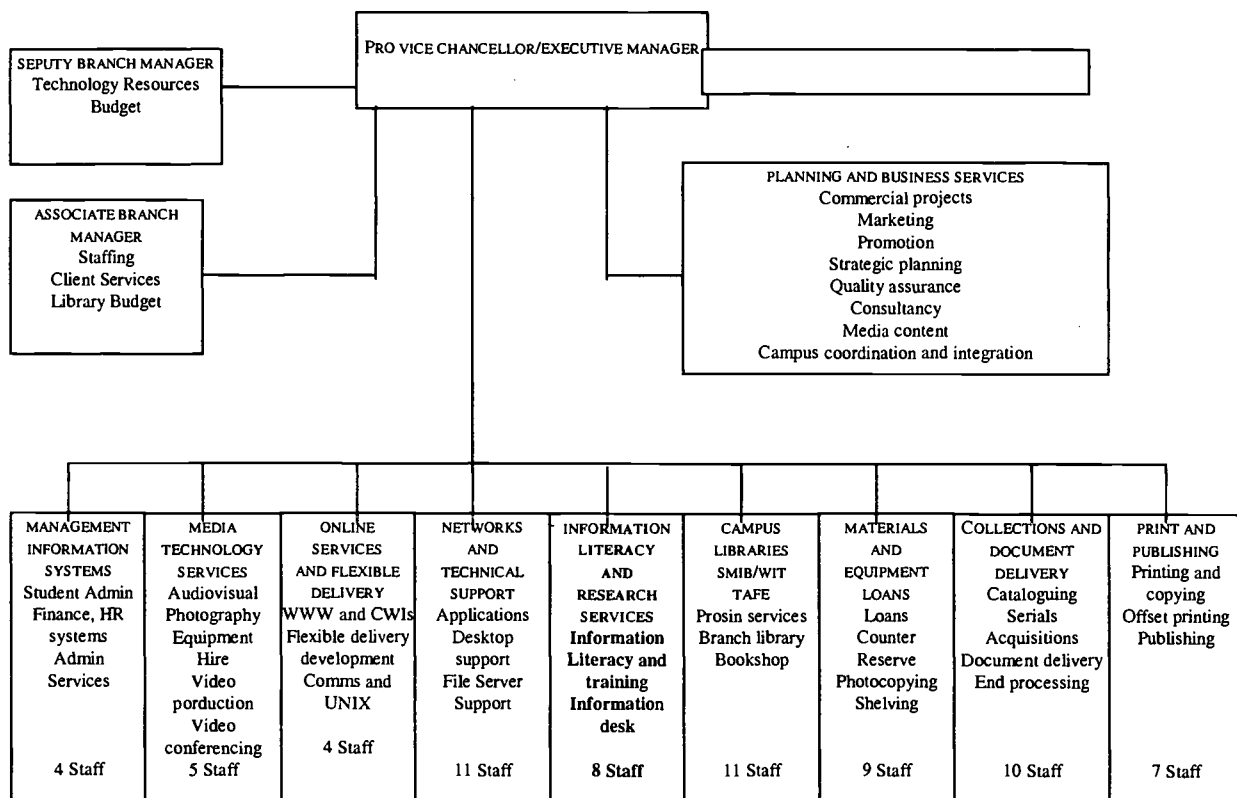 PRO VICE CHANCELLOR/EXECUTIVE MANAGER
SEPUTY BRANCH MANAGER
Technology Resources
Budget
ASSOCIATE BRANCH
MANAGER
Staffing
Client Services
Library Budget
PLANNING AND BUSINESS SERVICES
Commercial projects
Marketing
Promotion
Strategic planning
Quality assurance
Consultancy
Media content
Campus coordination and integration
MANAGEMENT
INFORMATION
SYSTEMS
Student Admin
Finance, HR
systems
Admin
Services
4 Staff
MEDIA
TECHNOLOGY
SERVICES
Audiovisual
Photography
Equipment
Hire
Video
porduction
Video
conferencing
5 Staff
ONLINE
SERVICES
AND FLEXIBLE
DELIVERY
WWW and CWIs
Flexible delivery
development
Comms and
UNIX
4 Staff
NETWORKS
AND
TECHNICAL
SUPPORT
Applications
Desktop
support
File Server
Support
11 Staff
INFORMATION
LITERACY
AND
RESEARCH
SERVICES
Information
Literacy and
training
Information
desk
8 Staff
CAMPUS
LIBRARIES
SMIB/WIT
TAFE
Prosin services
Branch library
Bookshop
11 Staff
MATERIALS
AND
EQUIPMENT
LOANS
Loans
Counter
Reserve
Photocopying
Shelving
9 Staff
COLLECTIONS AND
DOCUMENT
DELIVERY
Cataloguing
Serials
Acquisitions
Document delivery
End processing
10 Staff
PRINT AND
PUBLISHING
Printing and
copying
Offset printing
Publishing
7 Staff